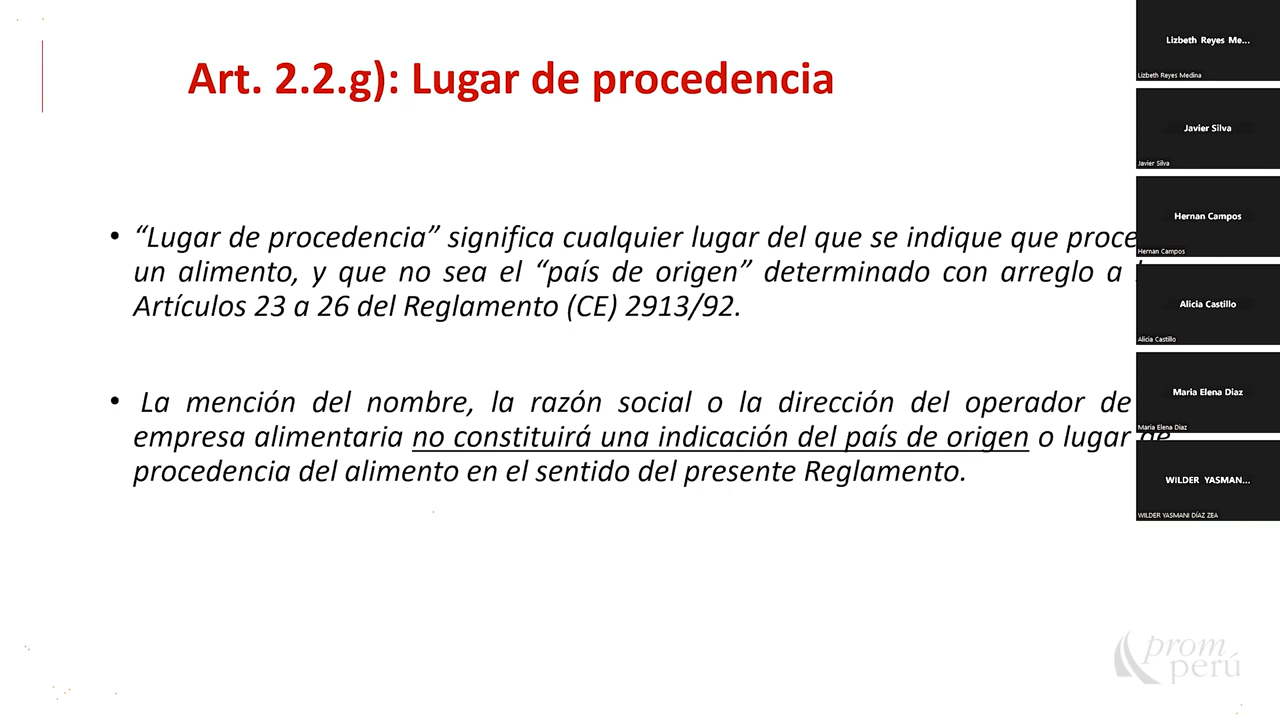 Art. 2.2.g): Lugar de procedencia
• “Lugar de procedencia” significa cualquier lugar del que se indique que proce
un alimento, y que no sea el “país de origen” determinado con arreglo a
Artículos 23 a 26 del Reglamento (CE) 2913/92.
• La mención del nombre, la razón social o la dirección del operador de
empresa alimentaria no constituirá una indicación del país de origen o lugar de
procedencia del alimento en el sentido del presente Reglamento.
Lizbeth Reyes Me...
Lizbeth Reyes Medina
Javier Silva
Javier Silva
Hernan Campos
Hernan Campos
Alicia Castillo
Alicia Castillo
Maria Elena Diaz
Maria Elena Diaz
WILDER YASMAN...
WILDER YASMANI DÍAZ ZEA
prom
perú